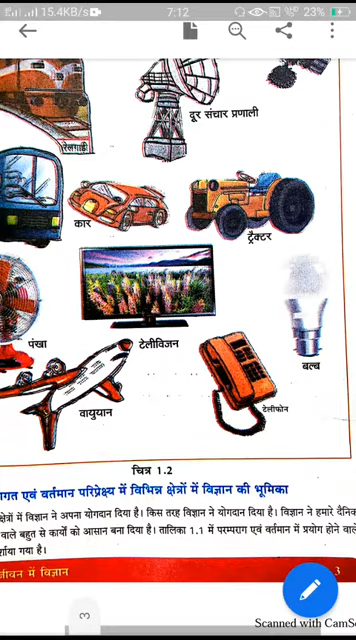 15.4KB/s
7:12
23%
रेलगाड़ी
दूर संचार प्रणाली
कार
ट्रैक्टर
पंखा
टेलीविजन
बल्ब
वायुयान
टेलीफोन
चित्र 1.2
गत एवं वर्तमान परिप्रेक्ष्य में विभिन्न क्षेत्रों में विज्ञान की भूमिका
क्षेत्रों में विज्ञान ने अपना योगदान दिया है। किस तरह विज्ञान ने योगदान दिया है। विज्ञान ने हमारे दैनिक
वाले बहुत से कार्यों को आसान बना दिया है। तालिका 1.1 में परम्पराग एवं वर्तमान में प्रयोग होने वाले
र्शाया गया है।
जीवन में विज्ञान
3
3
Scanned with CamSc